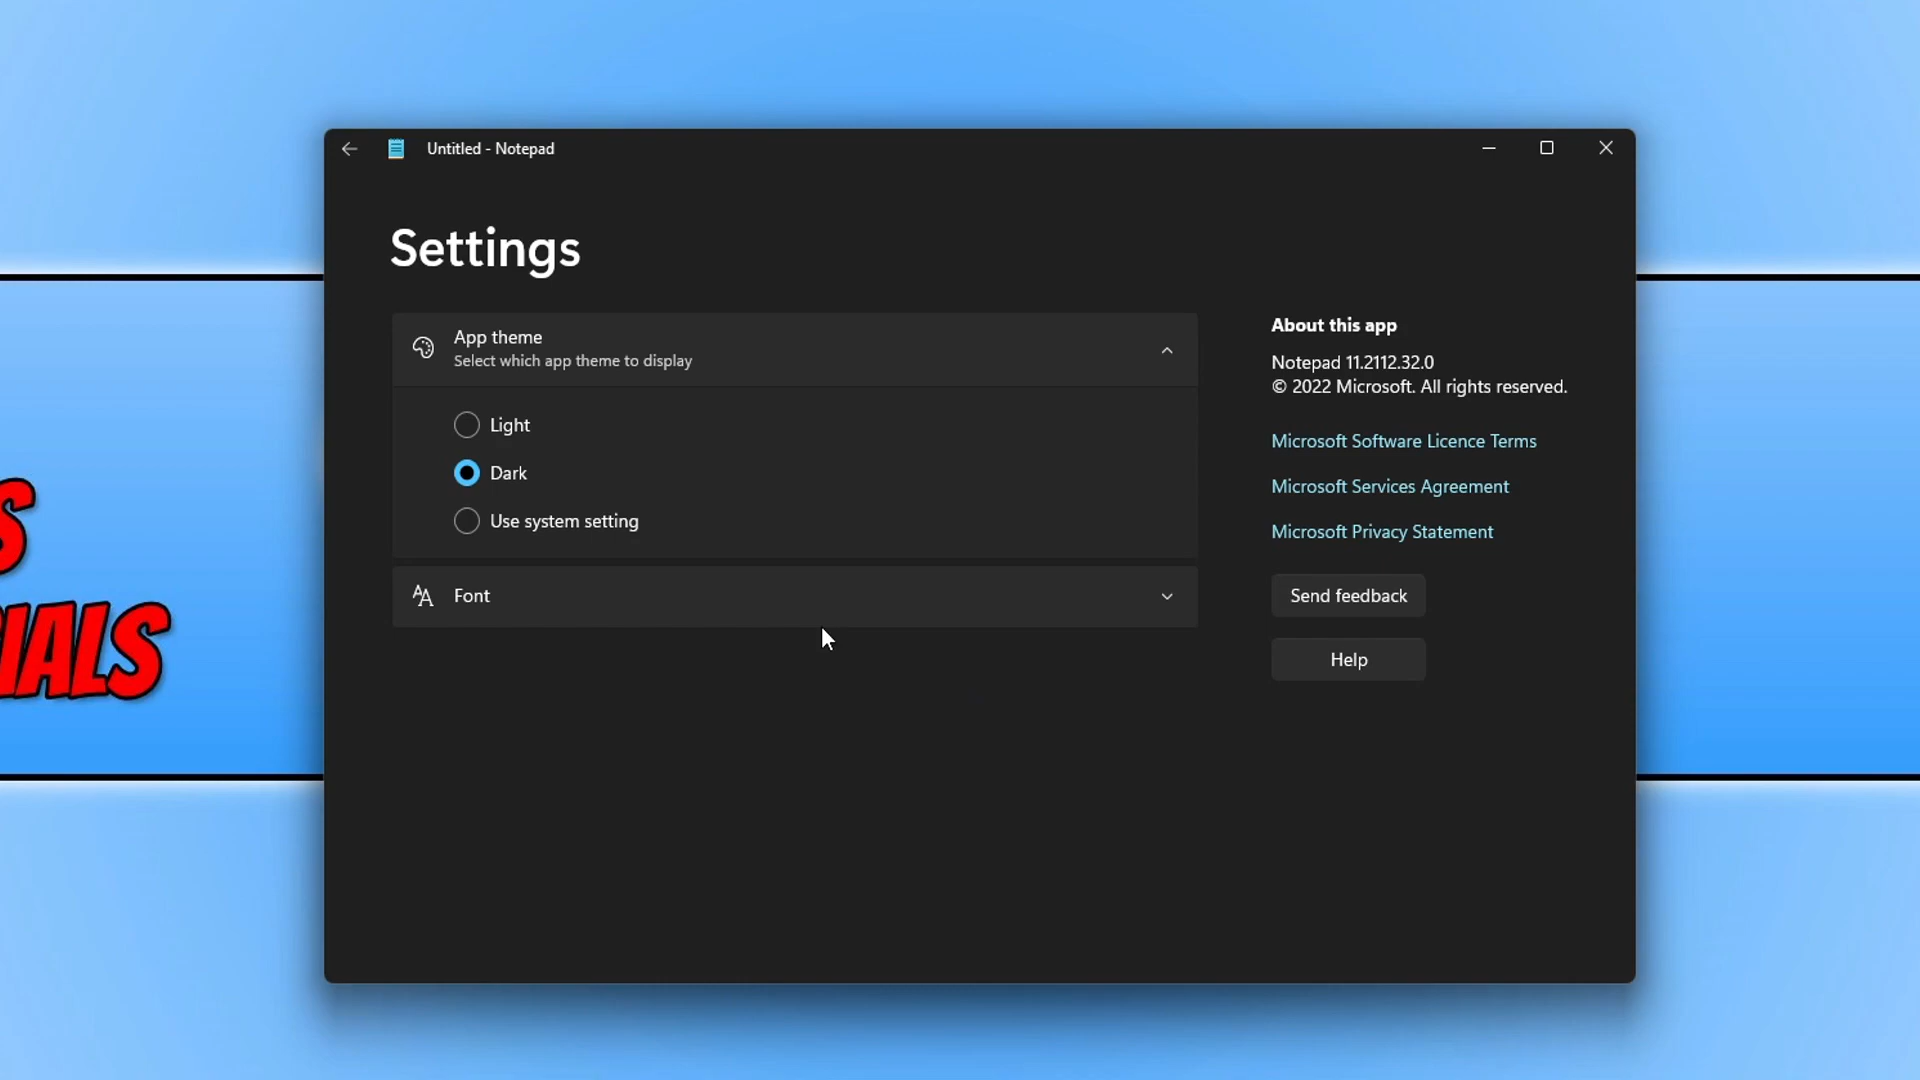 Untitled - Notepad
Settings
App theme
Select which app theme to display
Light
Dark
Use system setting
Font
About this app
Notepad 11.2112.32.0
© 2022 Microsoft. All rights reserved.
Microsoft Software Licence Terms
Microsoft Services Agreement
Microsoft Privacy Statement
Send feedback
Help
S
IALS